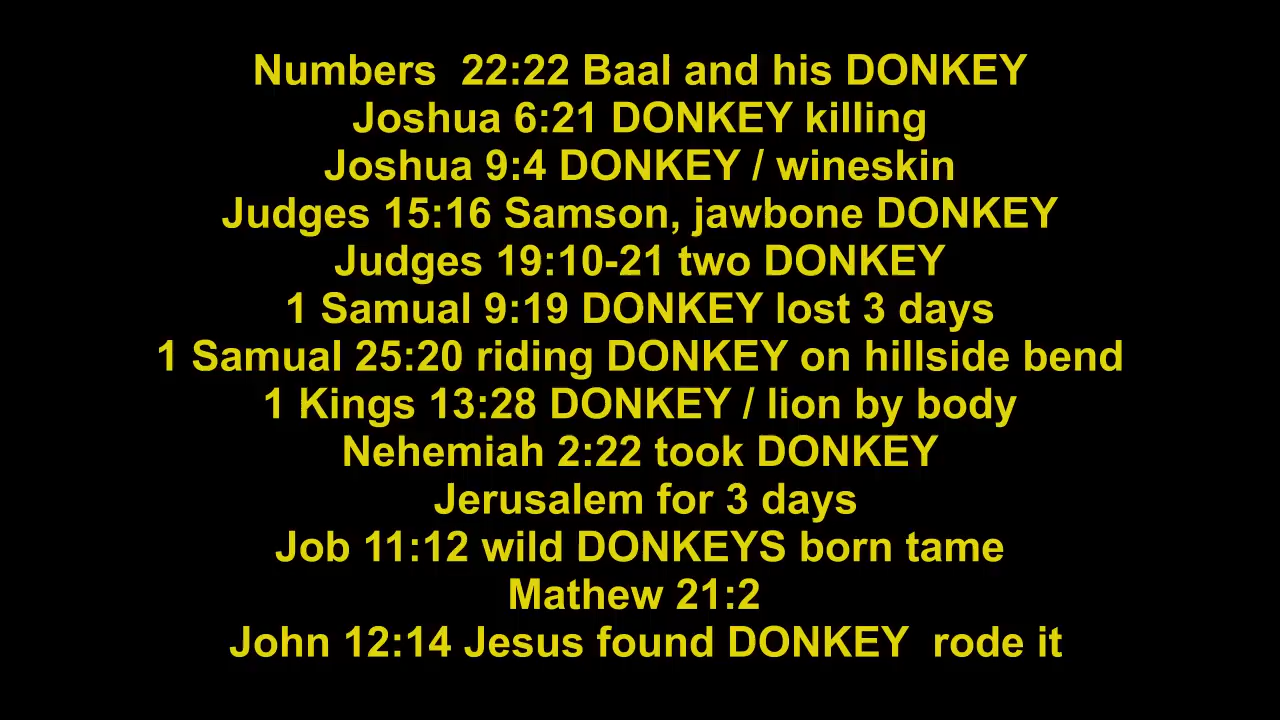 Numbers  22:22 Baal and his DONKEY
Joshua 6:21 DONKEY killing
Joshua 9:4 DONKEY / wineskin
Judges 15:16 Samson, jawbone DONKEY
Judges 19:10-21 two DONKEY
1 Samual 9:19 DONKEY lost 3 days
1 Samual 25:20 riding DONKEY on hillside bend
1 Kings 13:28 DONKEY / lion by body
Nehemiah 2:22 took DONKEY
Jerusalem for 3 days
Job 11:12 wild DONKEYS born tame
Mathew 21:2
John 12:14 Jesus found DONKEY  rode it